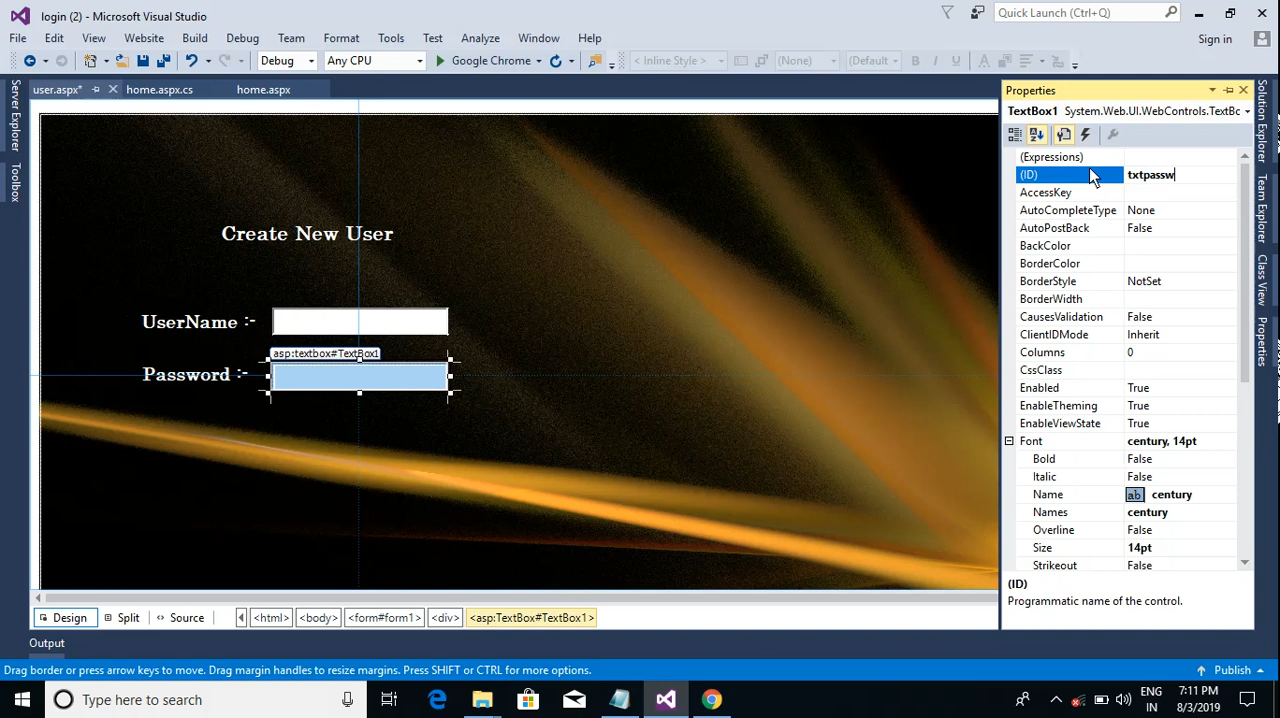 login (2) - Microsoft Visual Studio
Quick Launch (Ctrl+Q)
File Edit View Website Build Debug Team Format Tools Test Analyze Window Help
Sign in
Debug Any CPU Google Chrome < Inline Style > (None) (Default B I U A
user.aspx* home.aspx.cs home.aspx
Server Explorer
Toolbox
Create New User
UserName :-
asp:textbox#TextBox1
Password :-
Properties
TextBox1 System.Web.UI.WebControls.TextBo
(Expressions)
(ID) txtpassw
AccessKey
AutoCompleteType None
AutoPostBack False
BackColor
BorderColor
BorderStyle NotSet
BorderWidth
CausesValidation False
ClientIDMode Inherit
Columns 0
CssClass
Enabled True
EnableTheming True
EnableViewState True
Font century, 14pt
Bold False
Italic False
Name ab century
Names century
Overline False
Size 14pt
Strikeout False
(ID)
Programmatic name of the control.
Solution Explorer
Team Explorer
Class View
Properties
Design Split Source <html> <body> <form#form1> <div> <asp:TextBox#TextBox1>
Output
Drag border or press arrow keys to move. Drag margin handles to resize margins. Press SHIFT or CTRL for more options.
Publish
Type here to search
ENG
IN
7:11 PM
8/3/2019